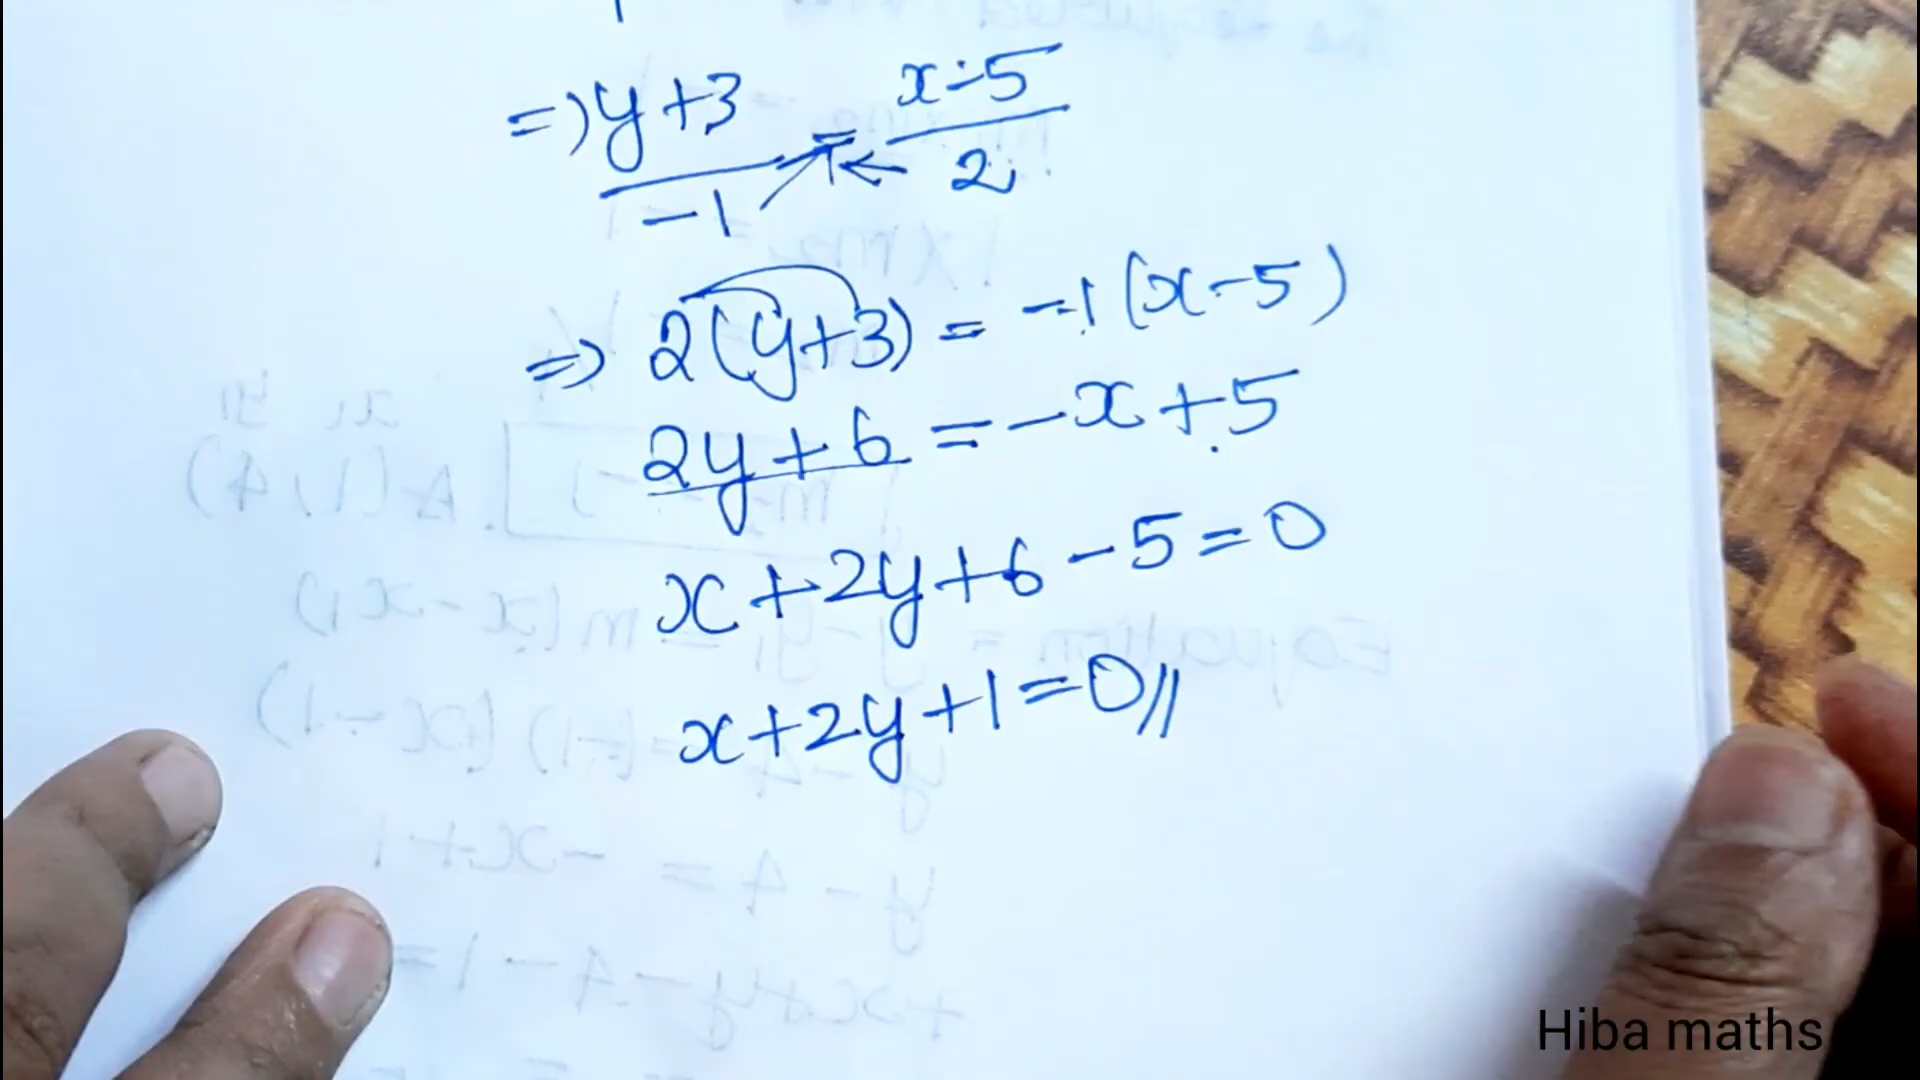 => y+3/-1 = x-5/2
=> 2(y+3) = -1(x-5)
2y+6 = -x+5
x+2y+6-5=0
x+2y+1=0//
Hiba maths